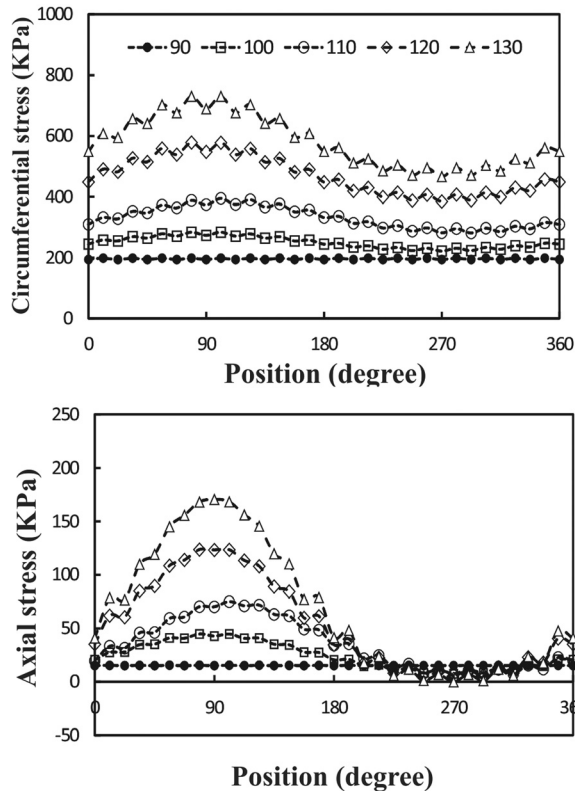 Circumferential stress (KPa)
1000
90 100 110 120 130
800
600
400
200
0
0 90 180 270 360
Position (degree)
Axial stress (KPa)
250
200
150
100
50
0
-50
0 90 180 270 36
Position (degree)